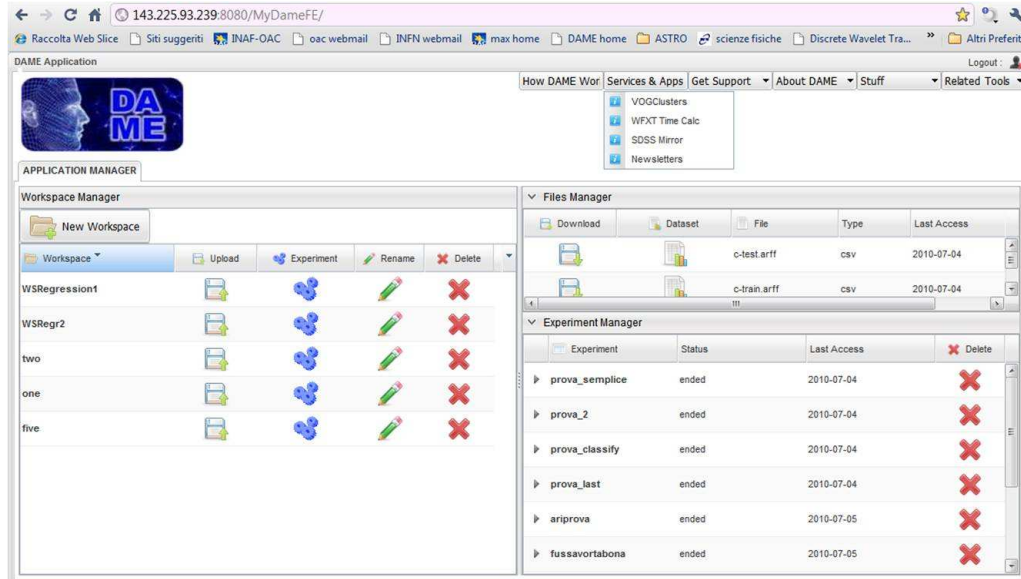 143.225.93.239:8080/MyDameFE/
Raccolta Web Slice Siti suggeriti INAF-OAC oac webmail INFN webmail max home DAME home ASTRO scienze fisiche Discrete Wavelet Tra... » Altri Preferit
DAME Application Logout :
How DAME Wor Services & Apps Get Support About DAME Stuff Related Tools
DA
ME
VOGClusters
WFXT Time Calc
SDSS Mirror
Newsletters
APPLICATION MANAGER
Workspace Manager
New Workspace
Workspace Upload Experiment Rename Delete
WSRegression1
WSRegr2
two
one
five
Files Manager
Download Dataset File Type Last Access
c-test.arff csv 2010-07-04
c-train.arff csv 2010-07-04
Experiment Manager
Experiment Status Last Access Delete
prova_semplice ended 2010-07-04
prova_2 ended 2010-07-04
prova_classify ended 2010-07-04
prova_last ended 2010-07-04
ariprova ended 2010-07-05
fussavortabona ended 2010-07-05